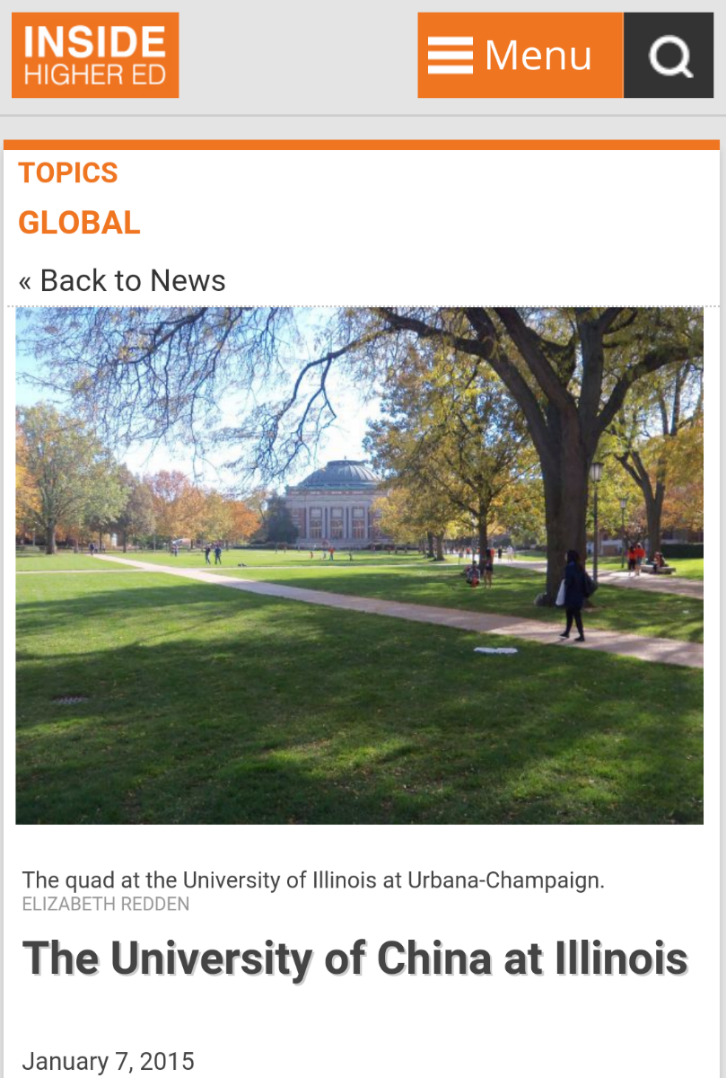 INSIDE
HIGHER ED
Menu
TOPICS
GLOBAL
« Back to News
The quad at the University of Illinois at Urbana-Champaign.
ELIZABETH REDDEN
The University of China at Illinois
January 7, 2015